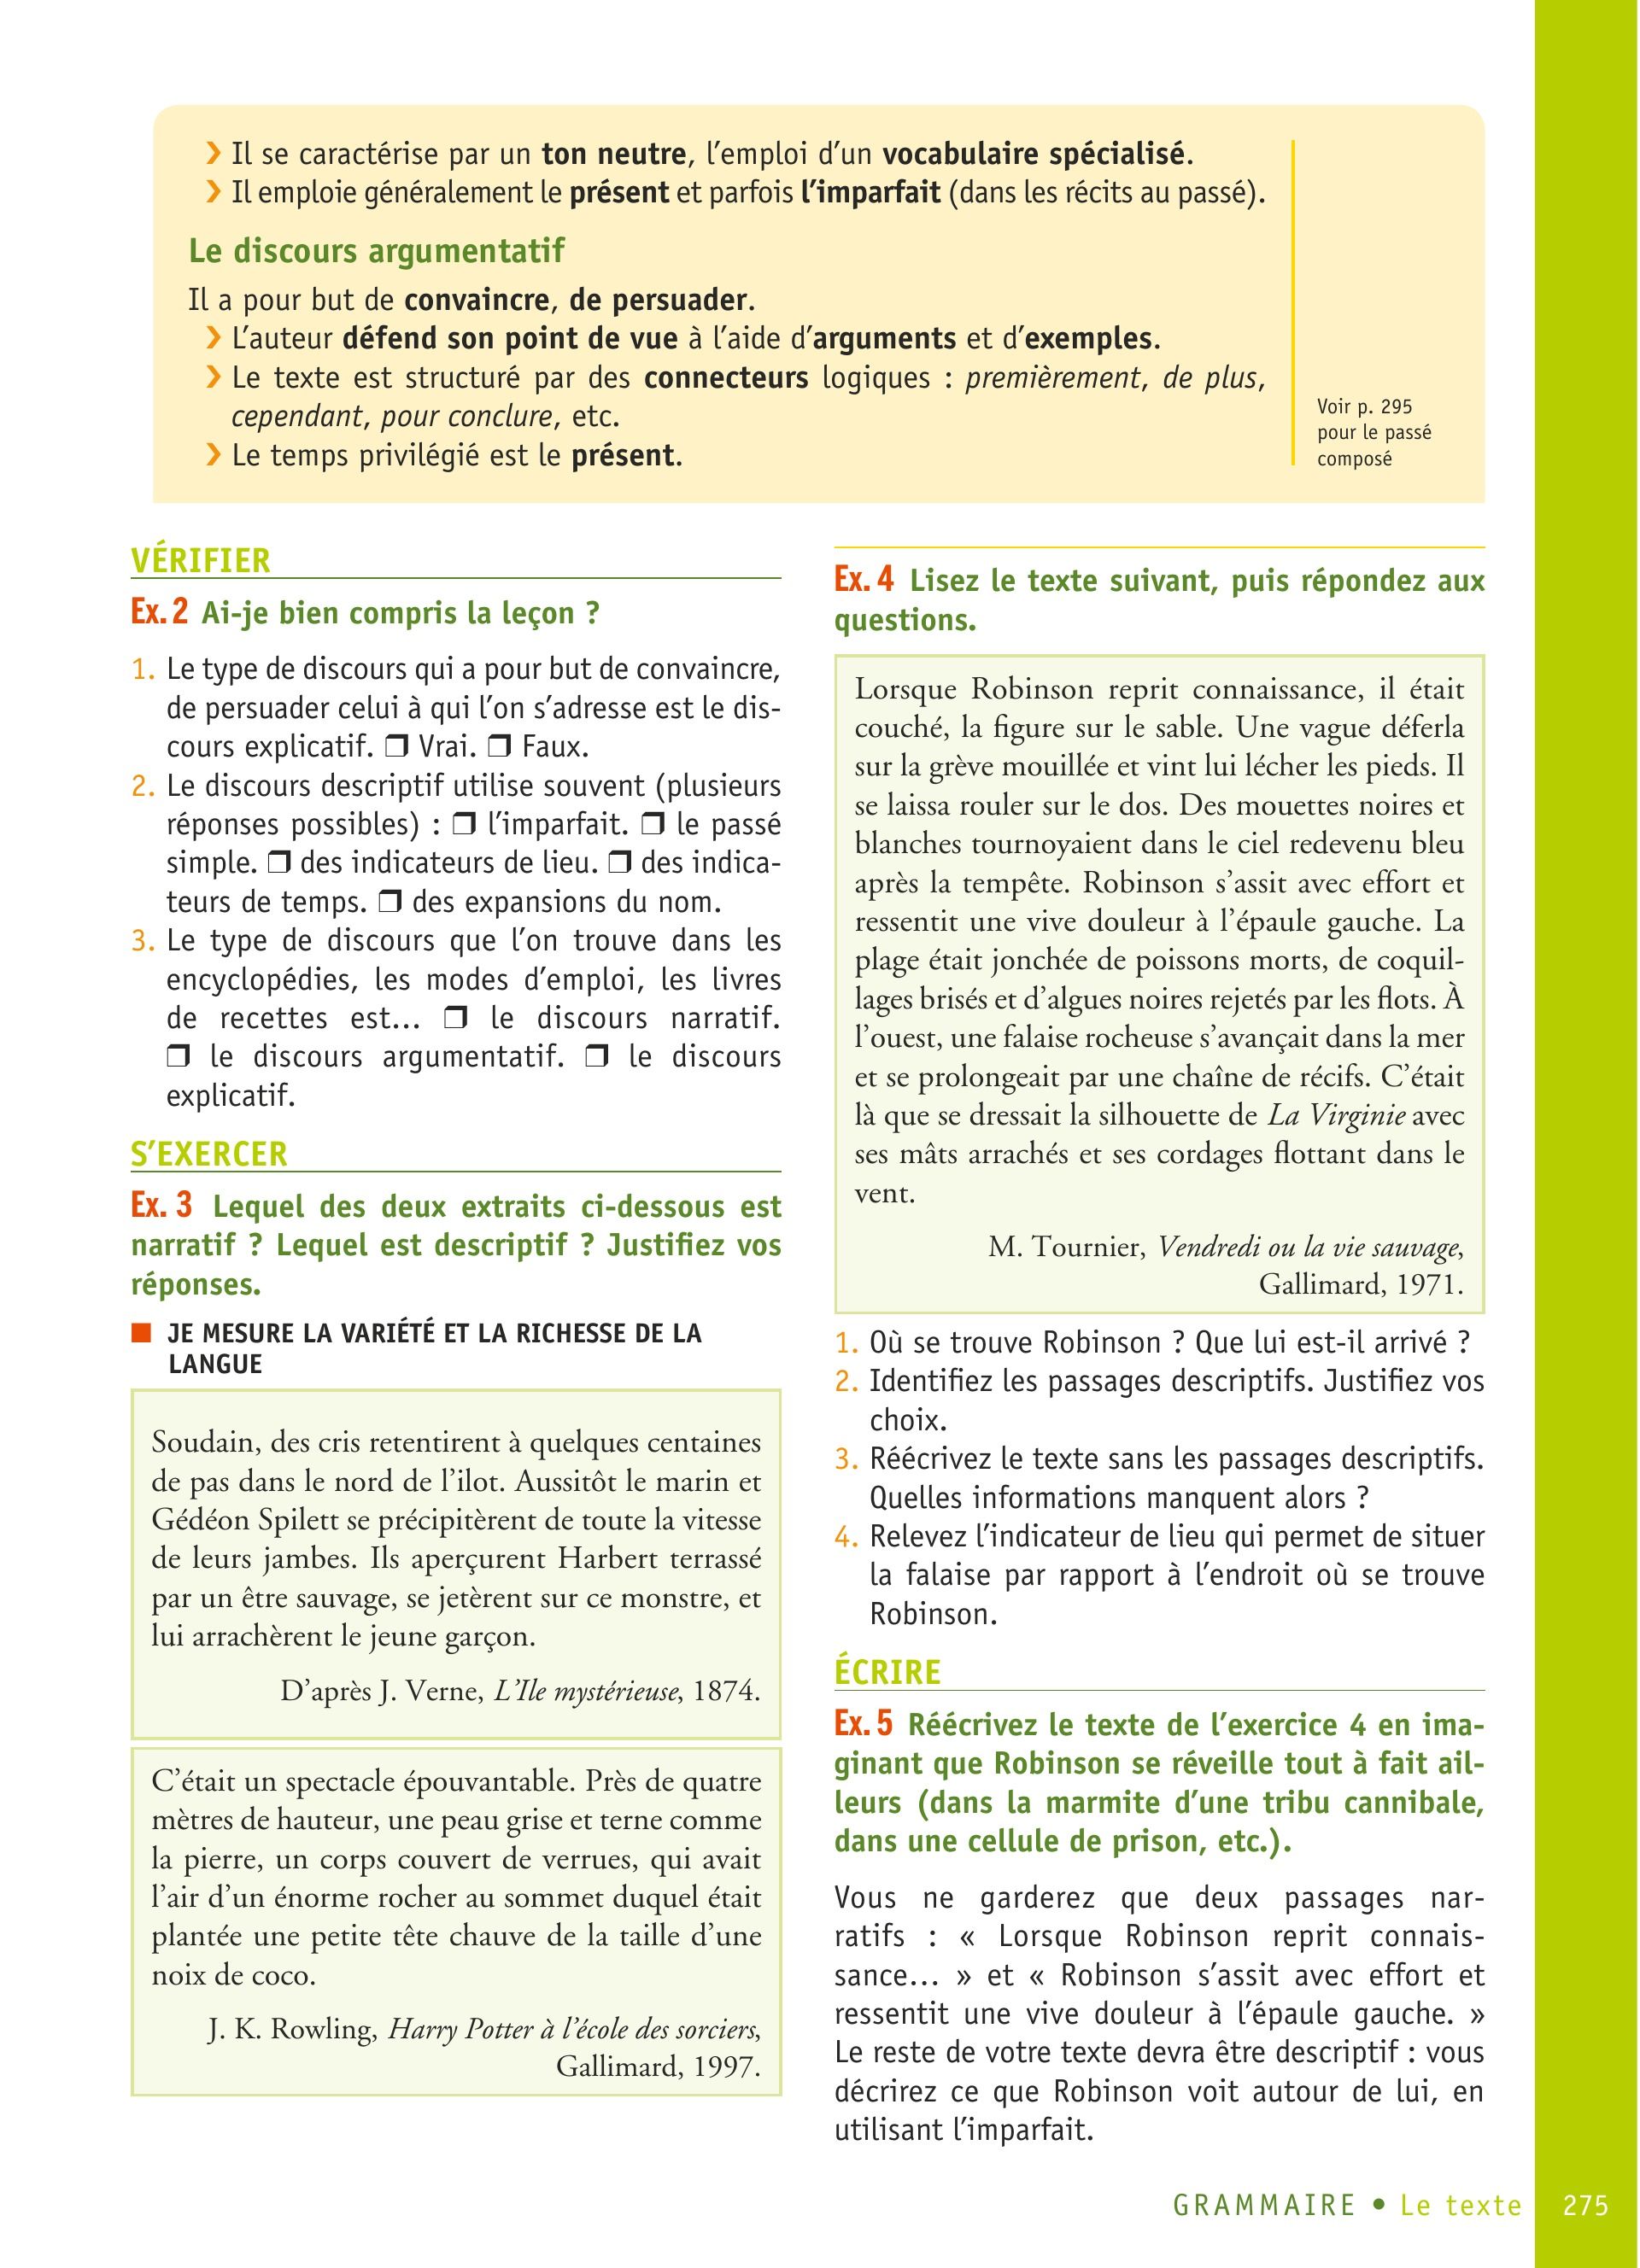 ❯ Il se caractérise par un ton neutre, l’emploi d’un vocabulaire spécialisé.
❯ Il emploie généralement le présent et parfois l’imparfait (dans les récits au passé).
Le discours argumentatif
Il a pour but de convaincre, de persuader.
❯ L’auteur défend son point de vue à l’aide d’arguments et d’exemples.
❯ Le texte est structuré par des connecteurs logiques : premièrement, de plus,
cependant, pour conclure, etc.
❯ Le temps privilégié est le présent.
Voir p. 295
pour le passé
composé
VÉRIFIER
Ex. 2 Ai-je bien compris la leçon ?
1. Le type de discours qui a pour but de convaincre,
de persuader celui à qui l’on s’adresse est le dis-
cours explicatif. ❒ Vrai. ❒ Faux.
2. Le discours descriptif utilise souvent (plusieurs
réponses possibles) : ❒ l’imparfait. ❒ le passé
simple. ❒ des indicateurs de lieu. ❒ des indica-
teurs de temps. ❒ des expansions du nom.
3. Le type de discours que l’on trouve dans les
encyclopédies, les modes d’emploi, les livres
de recettes est... ❒ le discours narratif.
❒ le discours argumentatif. ❒ le discours
explicatif.
S’EXERCER
Ex. 3 Lequel des deux extraits ci-dessous est
narratif ? Lequel est descriptif ? Justifiez vos
réponses.
■ JE MESURE LA VARIÉTÉ ET LA RICHESSE DE LA
LANGUE
Soudain, des cris retentirent à quelques centaines
de pas dans le nord de l’ilot. Aussitôt le marin et
Gédéon Spilett se précipitèrent de toute la vitesse
de leurs jambes. Ils aperçurent Harbert terrassé
par un être sauvage, se jetèrent sur ce monstre, et
lui arrachèrent le jeune garçon.
D’après J. Verne, L’Ile mystérieuse, 1874.
C’était un spectacle épouvantable. Près de quatre
mètres de hauteur, une peau grise et terne comme
la pierre, un corps couvert de verrues, qui avait
l’air d’un énorme rocher au sommet duquel était
plantée une petite tête chauve de la taille d’une
noix de coco.
J. K. Rowling, Harry Potter à l’école des sorciers,
Gallimard, 1997.
Ex. 4 Lisez le texte suivant, puis répondez aux
questions.
Lorsque Robinson reprit connaissance, il était
couché, la figure sur le sable. Une vague déferla
sur la grève mouillée et vint lui lécher les pieds. Il
se laissa rouler sur le dos. Des mouettes noires et
blanches tournoyaient dans le ciel redevenu bleu
après la tempête. Robinson s’assit avec effort et
ressentit une vive douleur à l’épaule gauche. La
plage était jonchée de poissons morts, de coquil-
lages brisés et d’algues noires rejetés par les flots. À
l’ouest, une falaise rocheuse s’avançait dans la mer
et se prolongeait par une chaîne de récifs. C’était
là que se dressait la silhouette de La Virginie avec
ses mâts arrachés et ses cordages flottant dans le
vent.
M. Tournier, Vendredi ou la vie sauvage,
Gallimard, 1971.
1. Où se trouve Robinson ? Que lui est-il arrivé ?
2. Identifiez les passages descriptifs. Justifiez vos
choix.
3. Réécrivez le texte sans les passages descriptifs.
Quelles informations manquent alors ?
4. Relevez l’indicateur de lieu qui permet de situer
la falaise par rapport à l’endroit où se trouve
Robinson.
ÉCRIRE
Ex. 5 Réécrivez le texte de l’exercice 4 en ima-
ginant que Robinson se réveille tout à fait ail-
leurs (dans la marmite d’une tribu cannibale,
dans une cellule de prison, etc.).
Vous ne garderez que deux passages nar-
ratifs : « Lorsque Robinson reprit connais-
sance... » et « Robinson s’assit avec effort et
ressentit une vive douleur à l’épaule gauche. »
Le reste de votre texte devra être descriptif : vous
décrirez ce que Robinson voit autour de lui, en
utilisant l’imparfait.
GRAMMAIRE • Le texte 275